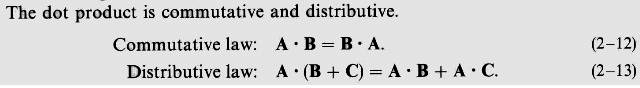 The dot product is commutative and distributive.
Commutative law: A · B = B · A. (2–12)
Distributive law: A · (B + C) = A · B + A · C. (2–13)